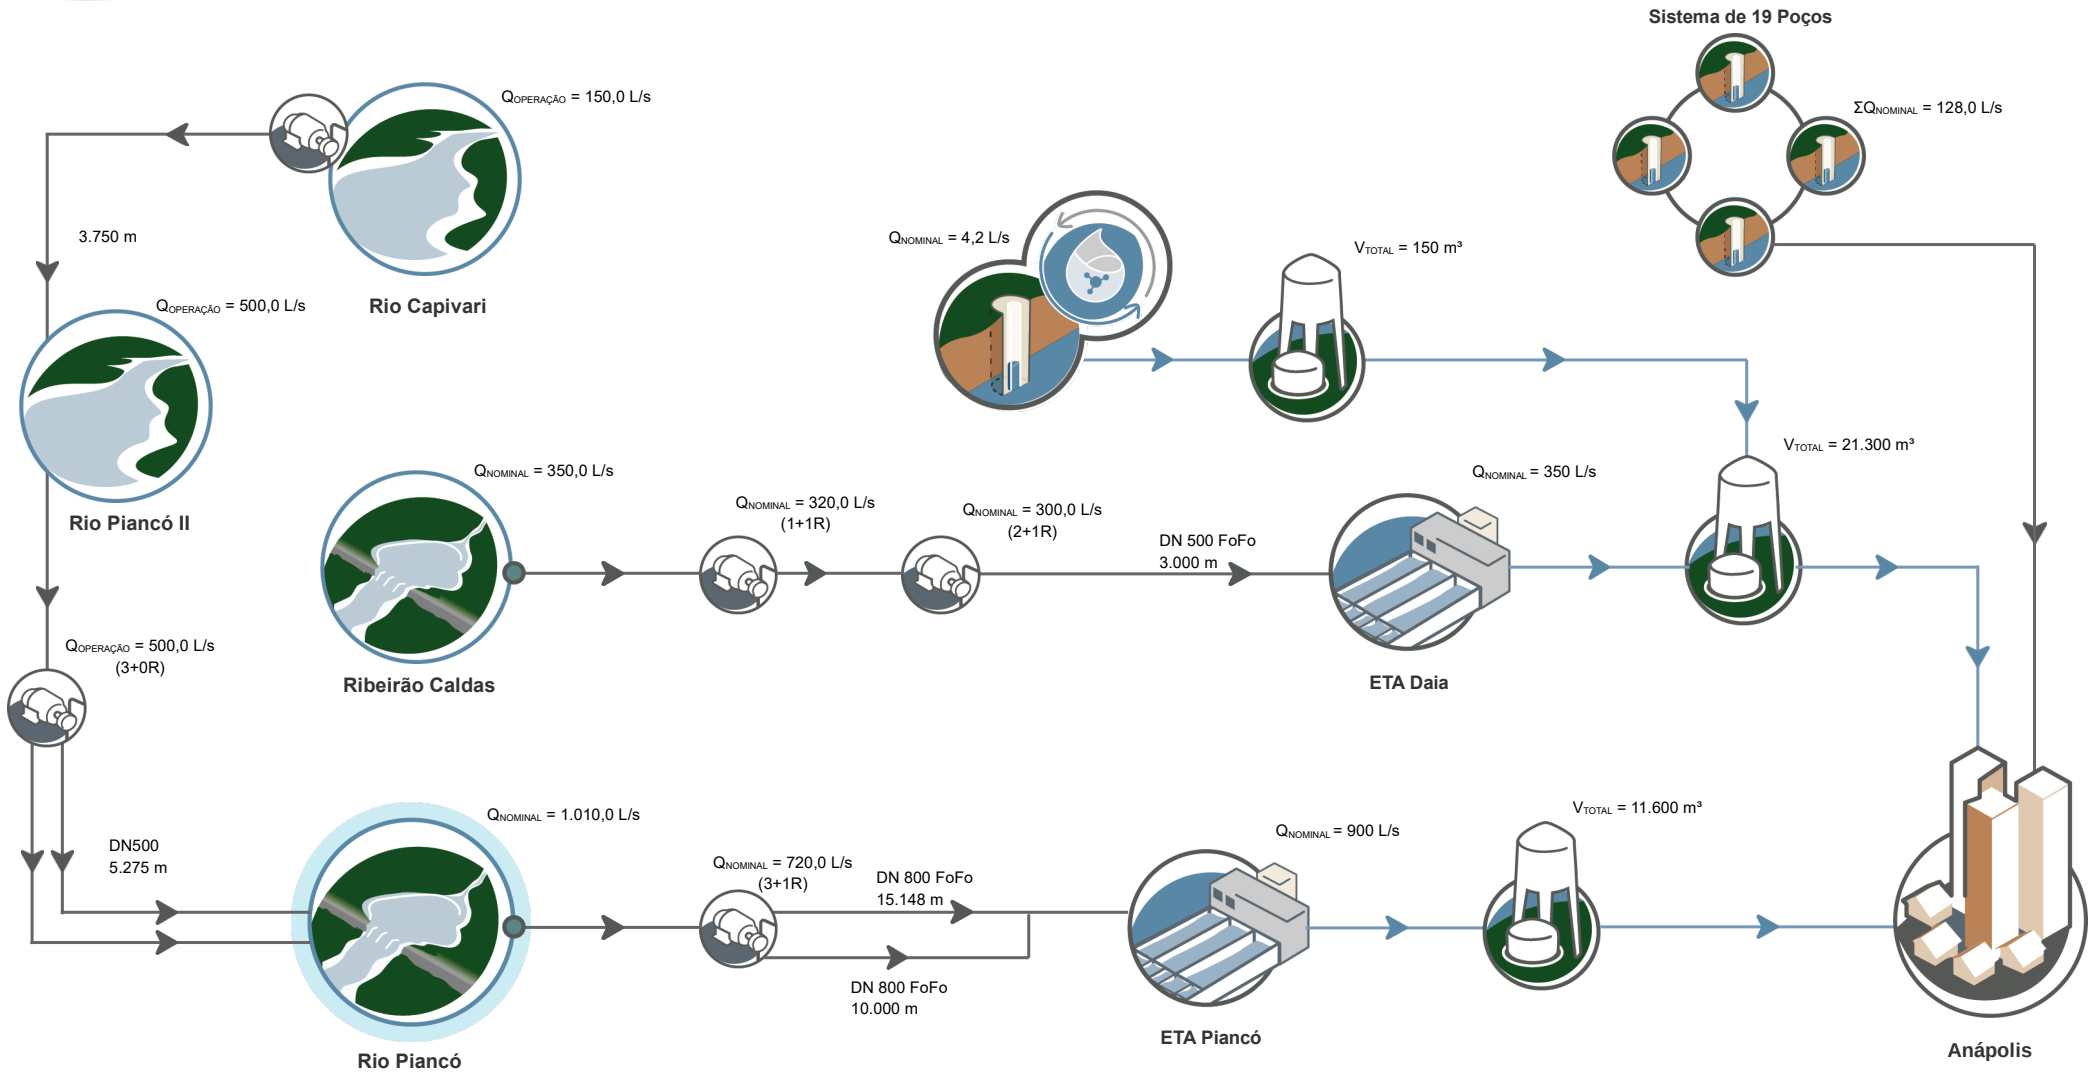 Sistema de 19 Poços
ΣQNOMINAL = 128,0 L/s
QOPERAÇÃO = 150,0 L/s
3.750 m
Rio Capivari
QOPERAÇÃO = 500,0 L/s
Rio Piancó II
QNOMINAL = 4,2 L/s
VTOTAL = 150 m³
VTOTAL = 21.300 m³
QNOMINAL = 350,0 L/s
Ribeirão Caldas
QNOMINAL = 320,0 L/s
(1+1R)
QNOMINAL = 300,0 L/s
(2+1R)
DN 500 FoFo
3.000 m
QNOMINAL = 350 L/s
ETA Daia
QOPERAÇÃO = 500,0 L/s
(3+0R)
DN500
5.275 m
QNOMINAL = 1.010,0 L/s
Rio Piancó
QNOMINAL = 720,0 L/s
(3+1R)
DN 800 FoFo
15.148 m
DN 800 FoFo
10.000 m
QNOMINAL = 900 L/s
ETA Piancó
VTOTAL = 11.600 m³
Anápolis